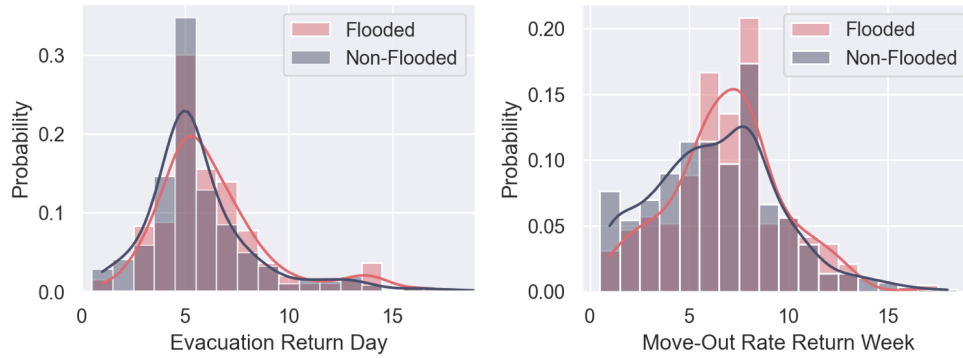 Flooded
Non-Flooded
Probability
0.3
0.2
0.1
0.0
0
5
10
15
Evacuation Return Day
Flooded
Non-Flooded
Probability
0.20
0.15
0.10
0.05
0.00
0
5
10
15
Move-Out Rate Return Week